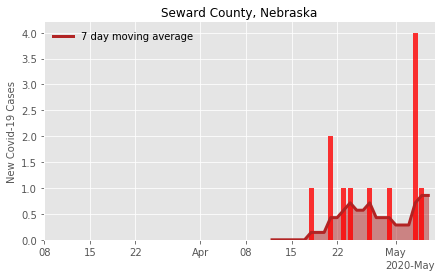 Seward County, Nebraska
7 day moving average
New Covid-19 Cases
4.0
3.5
3.0
2.5
2.0
1.5
1.0
0.5
0.0
08 15 22 Apr 08 15 22 May
2020-May